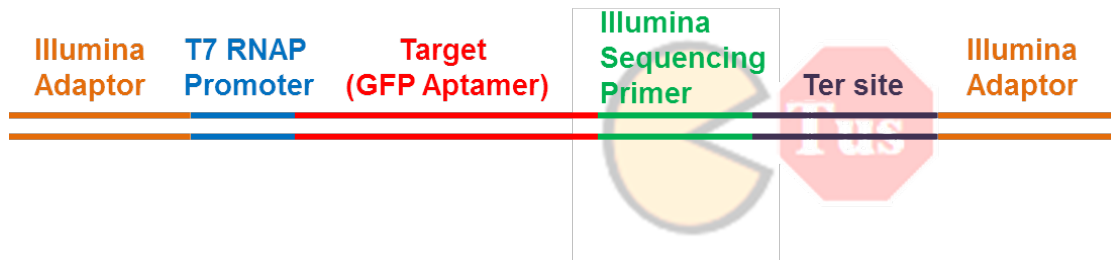 Illumina
Adaptor
T7 RNAP
Promoter
Target
(GFP Aptamer)
Illumina
Sequencing
Primer
Ter site
Tus
Illumina
Adaptor